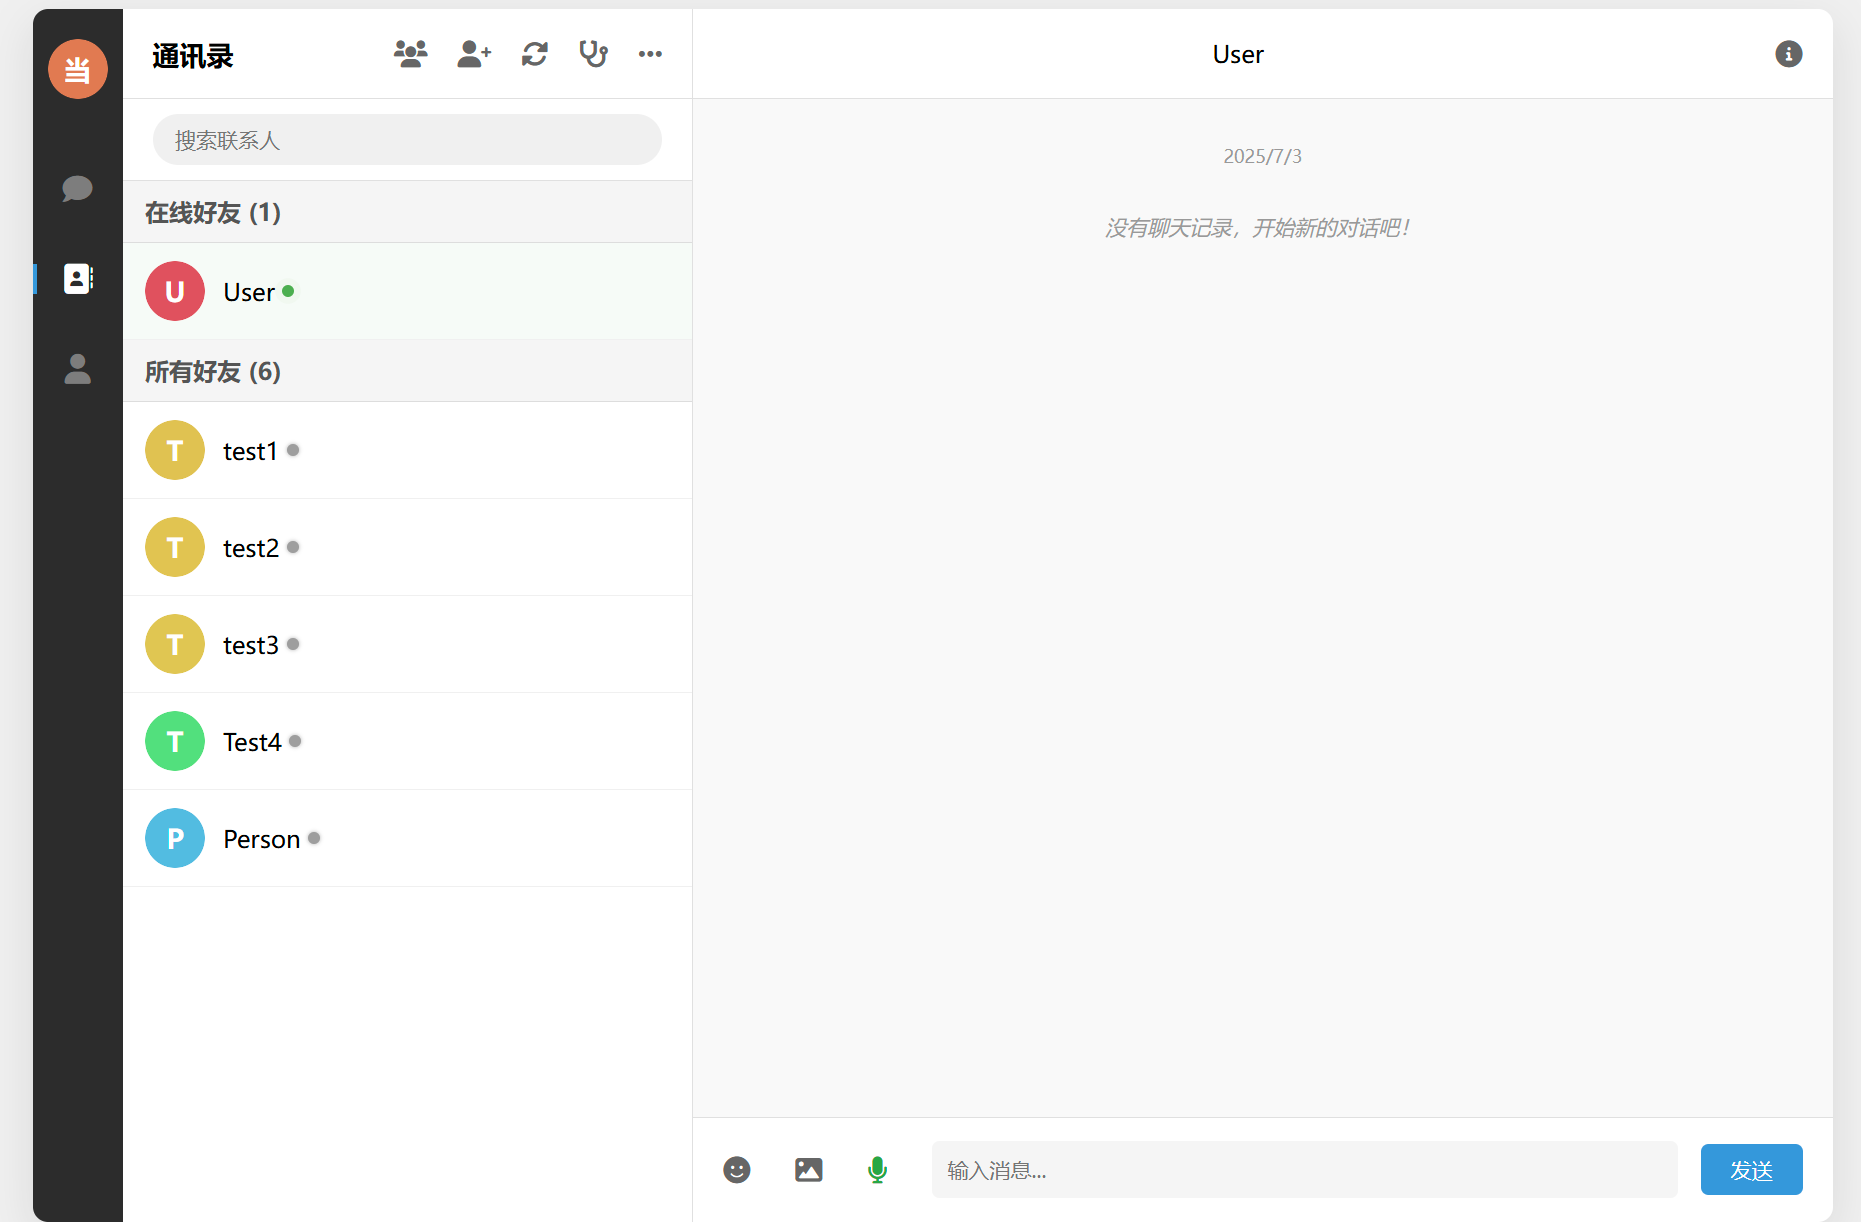 当
通讯录
搜索联系人
在线好友 (1)
U
User
所有好友 (6)
T
test1
T
test2
T
test3
T
Test4
P
Person
User
2025/7/3
没有聊天记录，开始新的对话吧！
输入消息...
发送